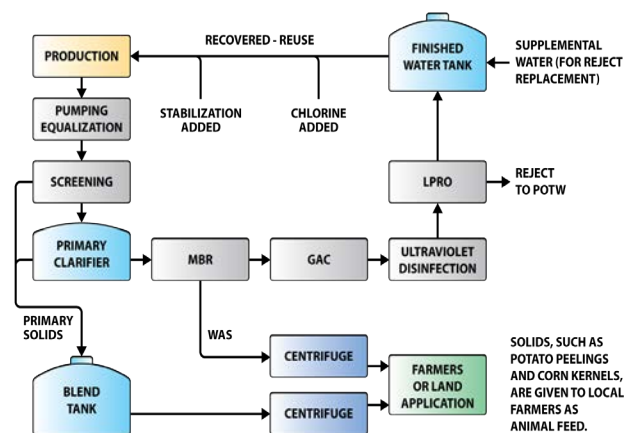 RECOVERED - REUSE
PRODUCTION
FINISHED
WATER TANK
SUPPLEMENTAL
WATER (FOR REJECT
REPLACEMENT)
STABILIZATION
ADDED
CHLORINE
ADDED
PUMPING
EQUALIZATION
SCREENING
LPRO
REJECT
TO POTW
PRIMARY
CLARIFIER
MBR
GAC
ULTRAVIOLET
DISINFECTION
PRIMARY
SOLIDS
WAS
CENTRIFUGE
BLEND
TANK
CENTRIFUGE
FARMERS
OR LAND
APPLICATION
SOLIDS, SUCH AS
POTATO PEELINGS
AND CORN KERNELS,
ARE GIVEN TO LOCAL
FARMERS AS
ANIMAL FEED.